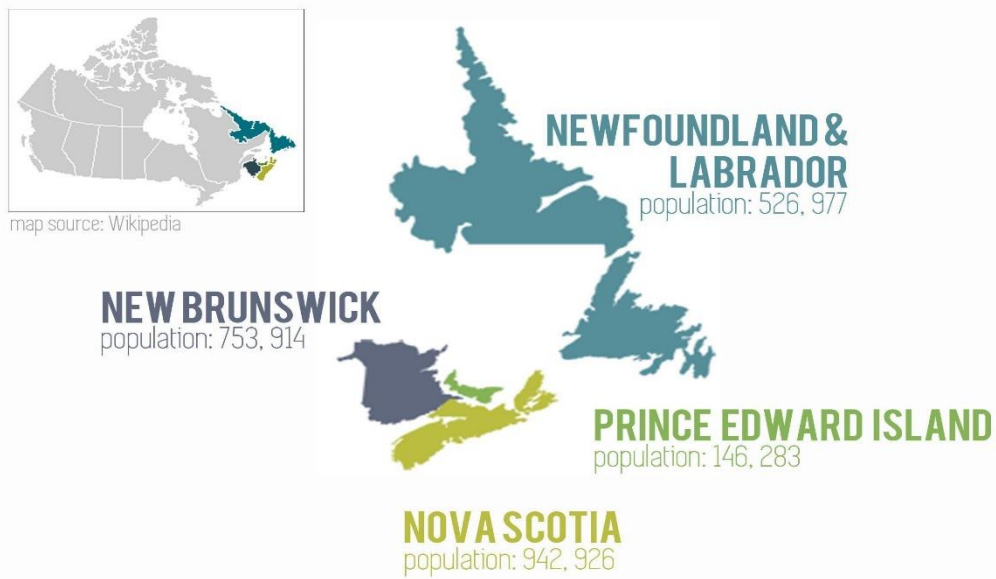 map source: Wikipedia
NEWFOUNDLAND &
LABRADOR
population: 526, 977
NEW BRUNSWICK
population: 753, 914
PRINCE EDWARD ISLAND
population: 146, 283
NOVA SCOTIA
population: 942, 926